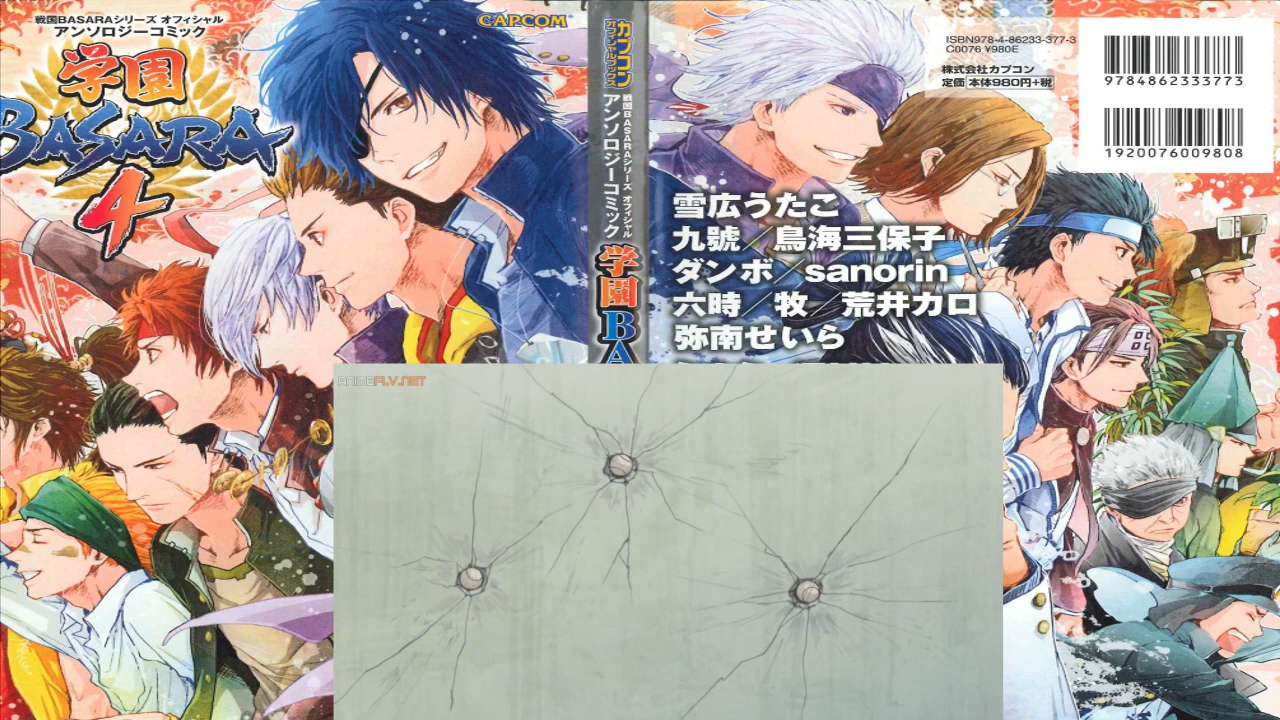 戦国BASARAシリーズ オフィシャル
アンソロジーコミック
学園
BASARA
4
CAPCOM
カプコン
オフィシャルブックス
戦国BASARAシリーズ オフィシャル
アンソロジーコミック
学園BA
雪広うたこ
九號/鳥海三保子
ダンボ/sanorin
六時/牧/荒井カロ
弥南せいら
ISBN978-4-86233-377-3
C0076 ¥980E
株式会社カプコン
定価 本体980円+税
9784862333773
1920076009808
ANIMEFLV.NET